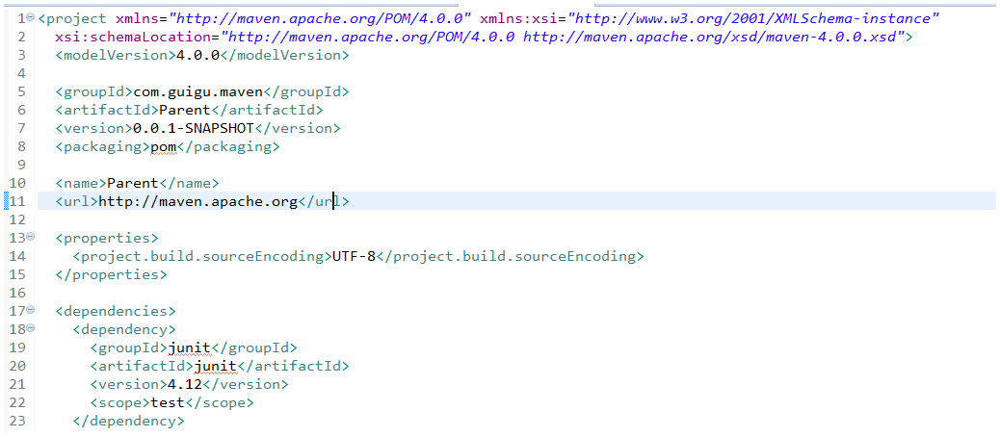 1 <project xmlns="http://maven.apache.org/POM/4.0.0" xmlns:xsi="http://www.w3.org/2001/XMLSchema-instance"
2 xsi:schemaLocation="http://maven.apache.org/POM/4.0.0 http://maven.apache.org/xsd/maven-4.0.0.xsd">
3 <modelVersion>4.0.0</modelVersion>
4
5 <groupId>com.guigu.maven</groupId>
6 <artifactId>Parent</artifactId>
7 <version>0.0.1-SNAPSHOT</version>
8 <packaging>pom</packaging>
9
10 <name>Parent</name>
11 <url>http://maven.apache.org</url>
12
13 <properties>
14 <project.build.sourceEncoding>UTF-8</project.build.sourceEncoding>
15 </properties>
16
17 <dependencies>
18 <dependency>
19 <groupId>junit</groupId>
20 <artifactId>junit</artifactId>
21 <version>4.12</version>
22 <scope>test</scope>
23 </dependency>